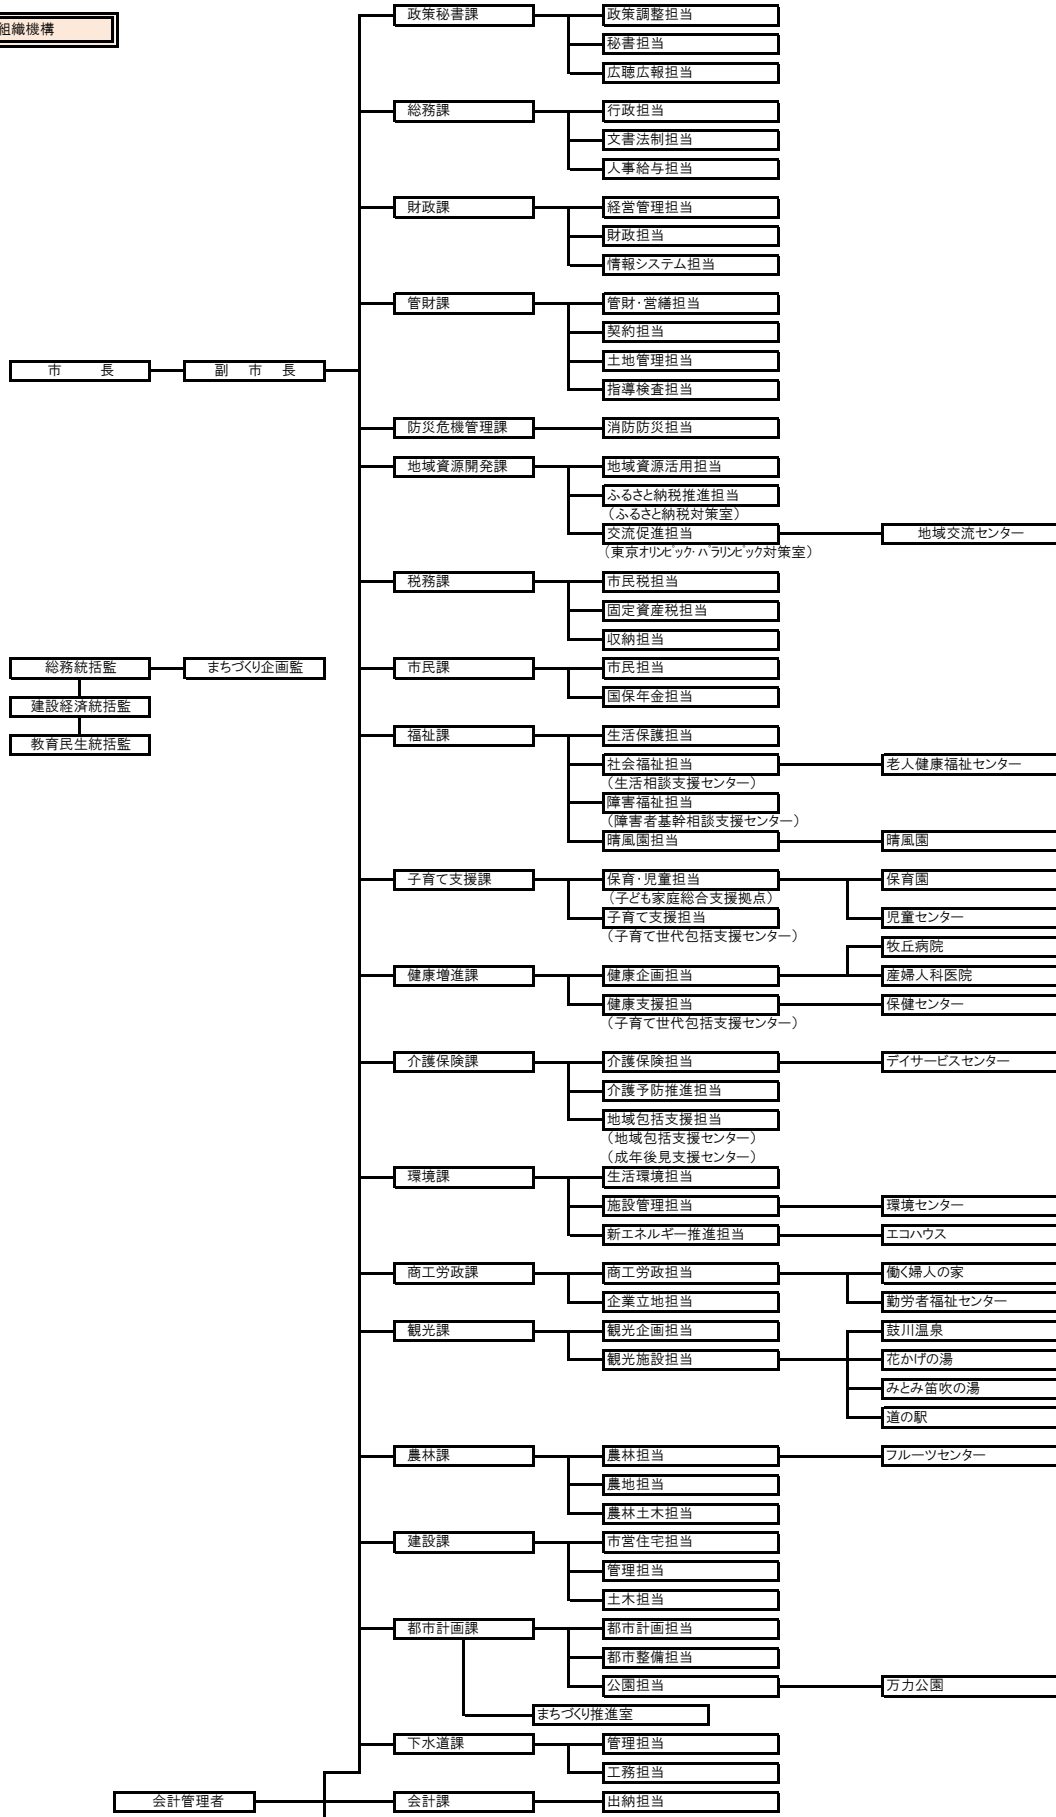 組織機構
政策秘書課
政策調整担当
秘書担当
広聴広報担当
総務課
行政担当
文書法制担当
人事給与担当
財政課
経営管理担当
財政担当
情報システム担当
管財課
管財・営繕担当
契約担当
土地管理担当
指導検査担当
市　長
副　市　長
防災危機管理課
消防防災担当
地域資源開発課
地域資源活用担当
ふるさと納税推進担当
（ふるさと納税対策室）
交流促進担当
地域交流センター
（東京オリンピック・パラリンピック対策室）
税務課
市民税担当
固定資産税担当
収納担当
総務統括監
まちづくり企画監
建設経済統括監
教育民生統括監
市民課
市民担当
国保年金担当
福祉課
生活保護担当
社会福祉担当
老人健康福祉センター
（生活相談支援センター）
障害福祉担当
（障害者基幹相談支援センター）
晴風園担当
晴風園
子育て支援課
保育・児童担当
保育園
（子ども家庭総合支援拠点）
子育て支援担当
児童センター
（子育て世代包括支援センター）
牧丘病院
健康増進課
健康企画担当
産婦人科医院
健康支援担当
保健センター
（子育て世代包括支援センター）
介護保険課
介護保険担当
デイサービスセンター
介護予防推進担当
地域包括支援担当
（地域包括支援センター）
（成年後見支援センター）
環境課
生活環境担当
施設管理担当
環境センター
新エネルギー推進担当
エコハウス
商工労政課
商工労政担当
働く婦人の家
企業立地担当
勤労者福祉センター
観光課
観光企画担当
鼓川温泉
観光施設担当
花かげの湯
みとみ笛吹の湯
道の駅
農林課
農林担当
フルーツセンター
農地担当
農林土木担当
建設課
市営住宅担当
管理担当
土木担当
都市計画課
都市計画担当
都市整備担当
公園担当
万力公園
まちづくり推進室
下水道課
管理担当
工務担当
会計管理者
会計課
出納担当